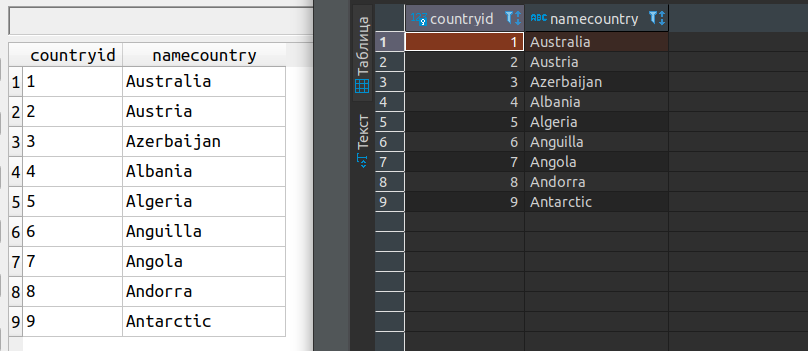 countryid namecountry
1 1 Australia
2 2 Austria
3 3 Azerbaijan
4 4 Albania
5 5 Algeria
6 6 Anguilla
7 7 Angola
8 8 Andorra
9 9 Antarctic
Таблица
Текст
countryid ABC namecountry
1 1 Australia
2 2 Austria
3 3 Azerbaijan
4 4 Albania
5 5 Algeria
6 6 Anguilla
7 7 Angola
8 8 Andorra
9 9 Antarctic